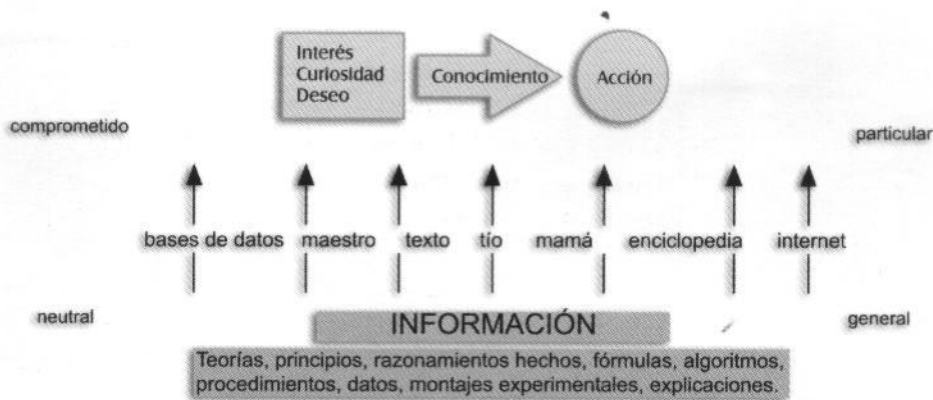 Interés
Curiosidad
Deseo
Conocimiento
Acción
comprometido
particular
bases de datos maestro texto tío mamá enciclopedia internet
neutral
general
INFORMACIÓN
Teorías, principios, razonamientos hechos, fórmulas, algoritmos,
procedimientos, datos, montajes experimentales, explicaciones.